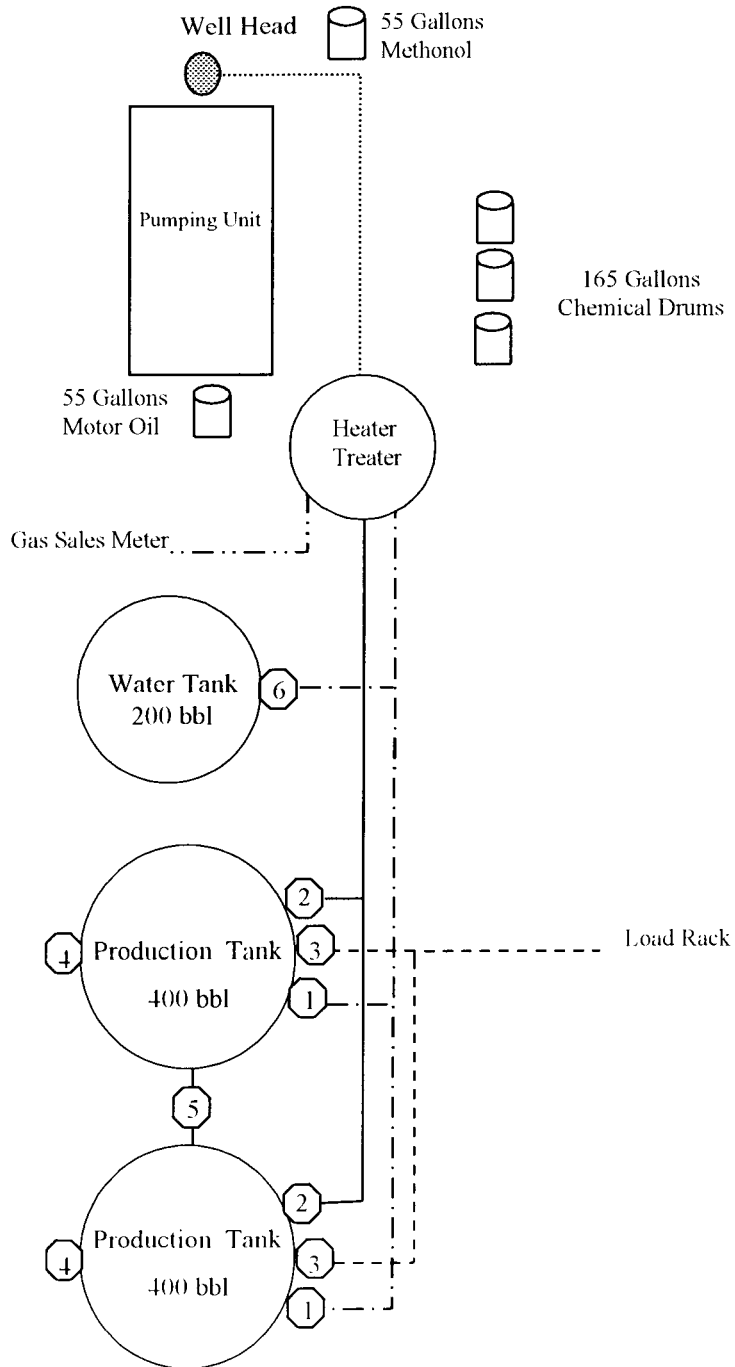 Well Head
55 Gallons
Methonol
Pumping Unit
165 Gallons
Chemical Drums
55 Gallons
Motor Oil
Heater
Treater
Gas Sales Meter
Water Tank
200 bbl
6
2
4
Production Tank
3
Load Rack
400 bbl
1
5
2
Production Tank
4
3
400 bbl
1